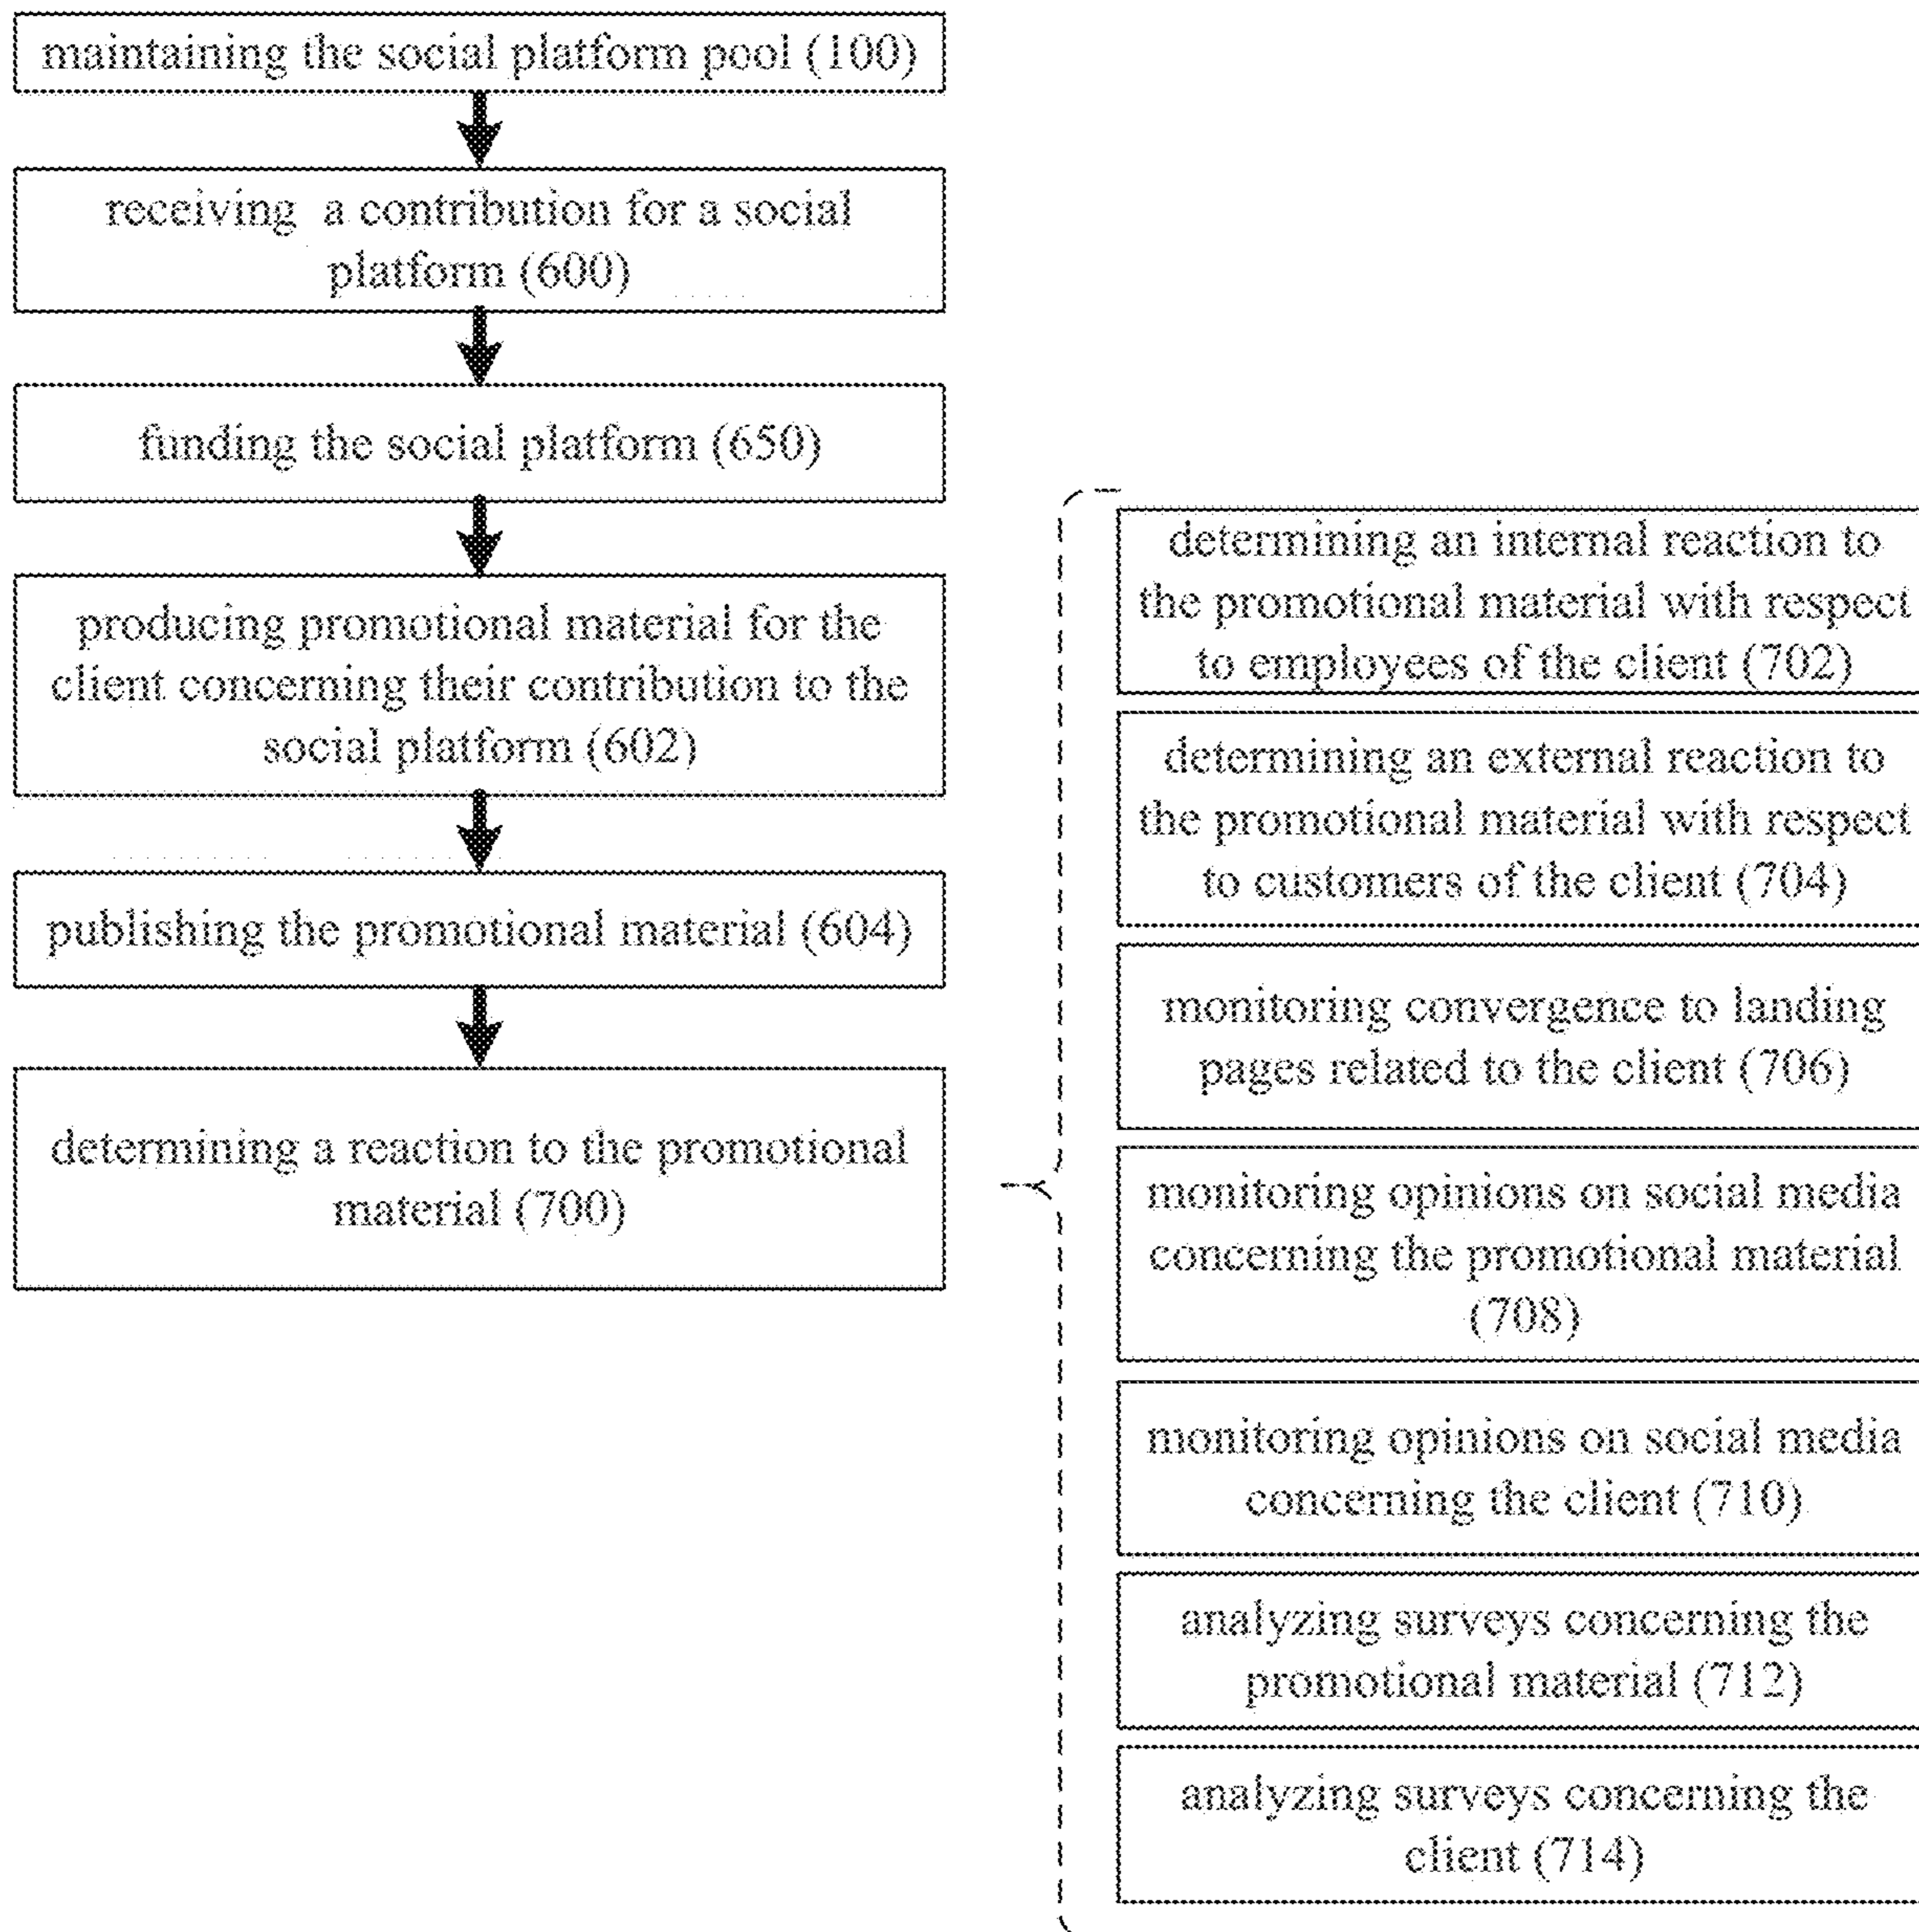 maintaining the social platform pool (100)
receiving a contribution for a social
platform (600)
funding the social platform (650)
producing promotional material for the
client concerning their contribution to the
social platform (602)
publishing the promotional material (604)
determining a reaction to the promotional
material (700)
determining an internal reaction to
the promotional material with respect
to employees of the client (702)
determining an external reaction to
the promotional material with respect
to customers of the client (704)
monitoring convergence to landing
pages related to the client (706)
monitoring opinions on social media
concerning the promotional material
(708)
monitoring opinions on social media
concerning the client (710)
analyzing surveys concerning the
promotional material (712)
analyzing surveys concerning the
client (714)